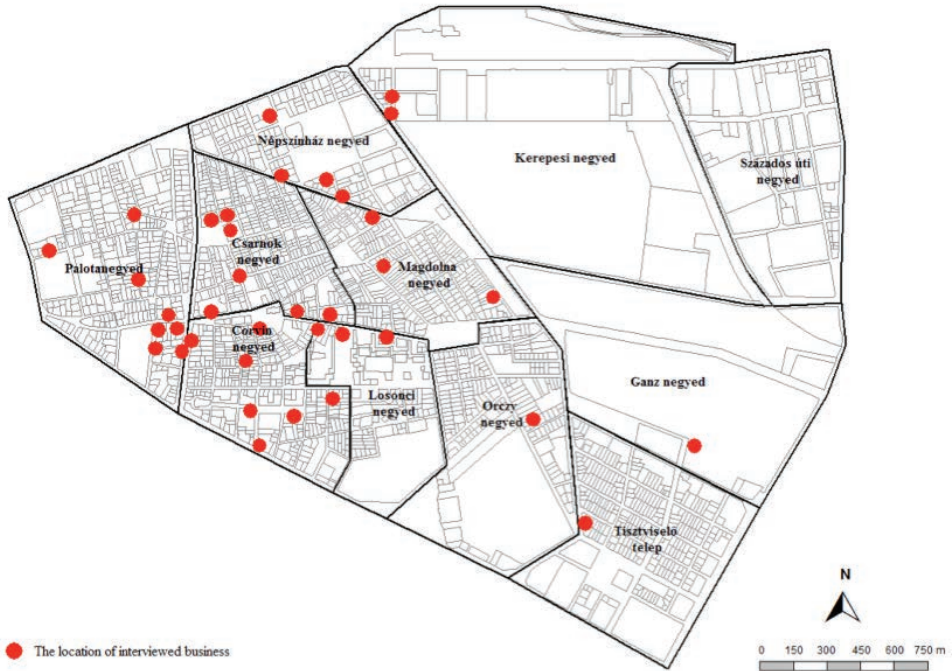 Népszínház negyed
Kerepesi negyed
Százados úti
negyed
Csarnok
negyed
Palotanegyed
Magdolna
negyed
Corvin
negyed
Ganz negyed
Losonci
negyed
Orczy
negyed
Tisztviselő
telep
N
The location of interviewed business
0 150 300 450 600 750 m